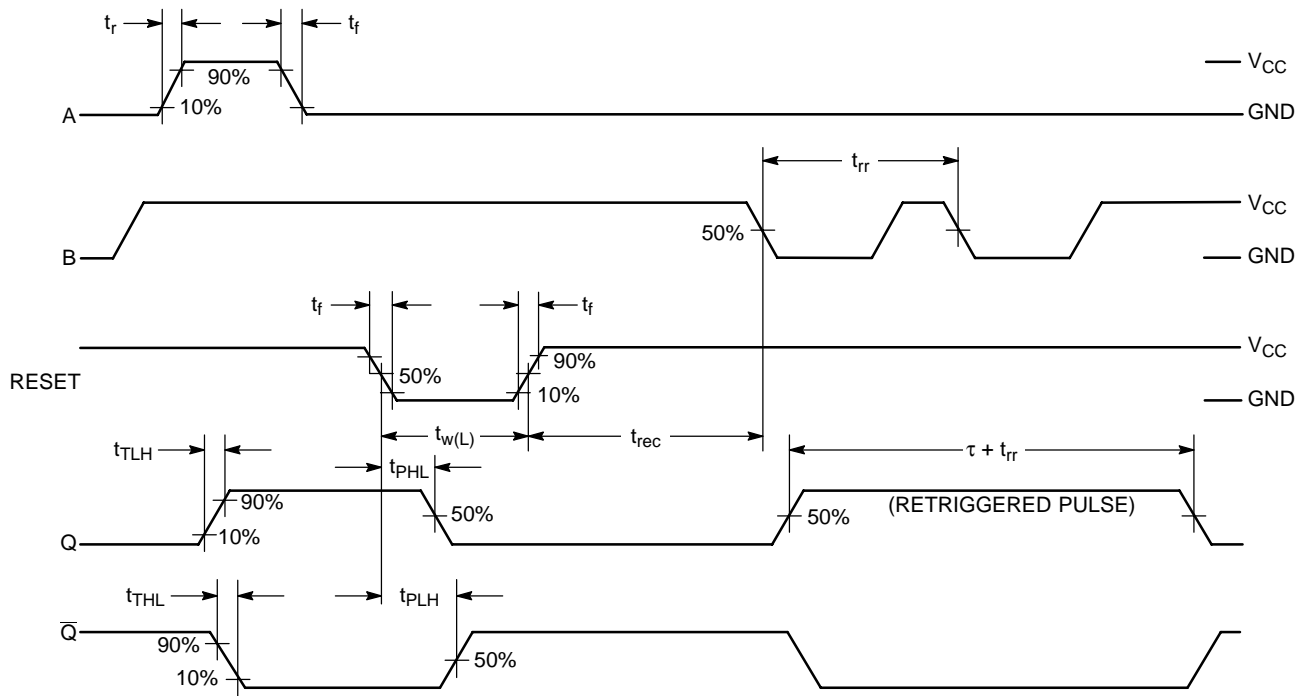 tr
tf
90%
10%
A
VCC
GND
trr
50%
B
VCC
GND
tf
tf
90%
50%
10%
RESET
VCC
GND
tw(L)
trec
tTLH
tPHL
τ + trr
90%
50%
10%
50%
(RETRIGGERED PULSE)
Q
tTHL
tPLH
Q̅
90%
10%
50%